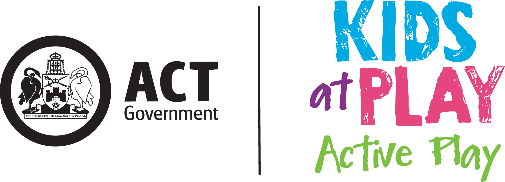 ACT
Government
KIDS
at PLAY
Active Play